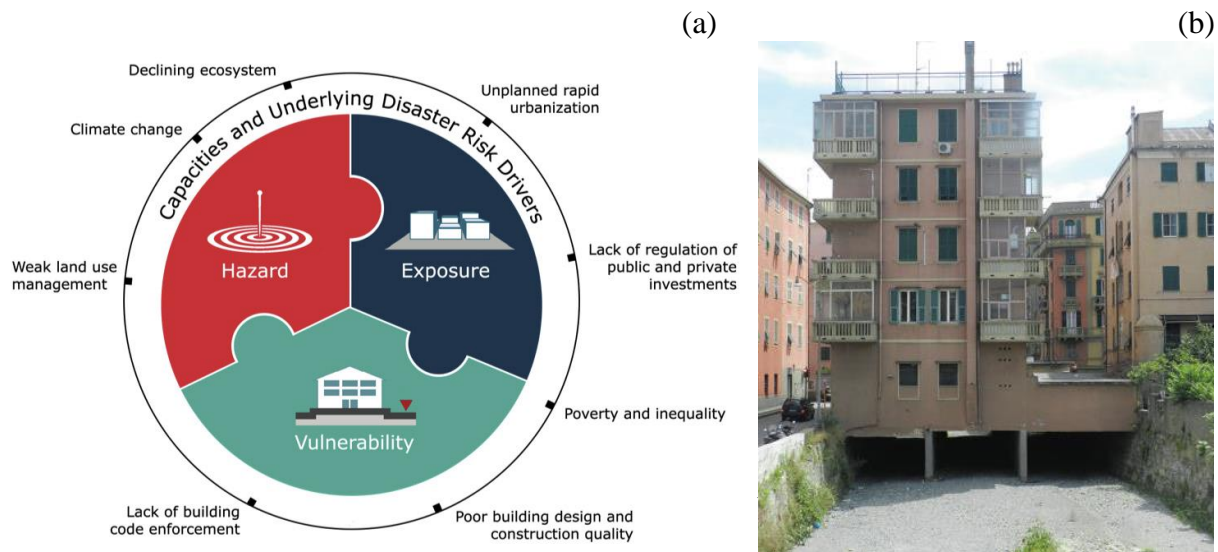 (a)
(b)
Declining ecosystem
Unplanned rapid
urbanization
Climate change
Capacities and Underlying Disaster Risk Drivers
Hazard
Exposure
Weak land use
management
Lack of regulation of
public and private
investments
Vulnerability
Poverty and inequality
Lack of building
code enforcement
Poor building design and
construction quality